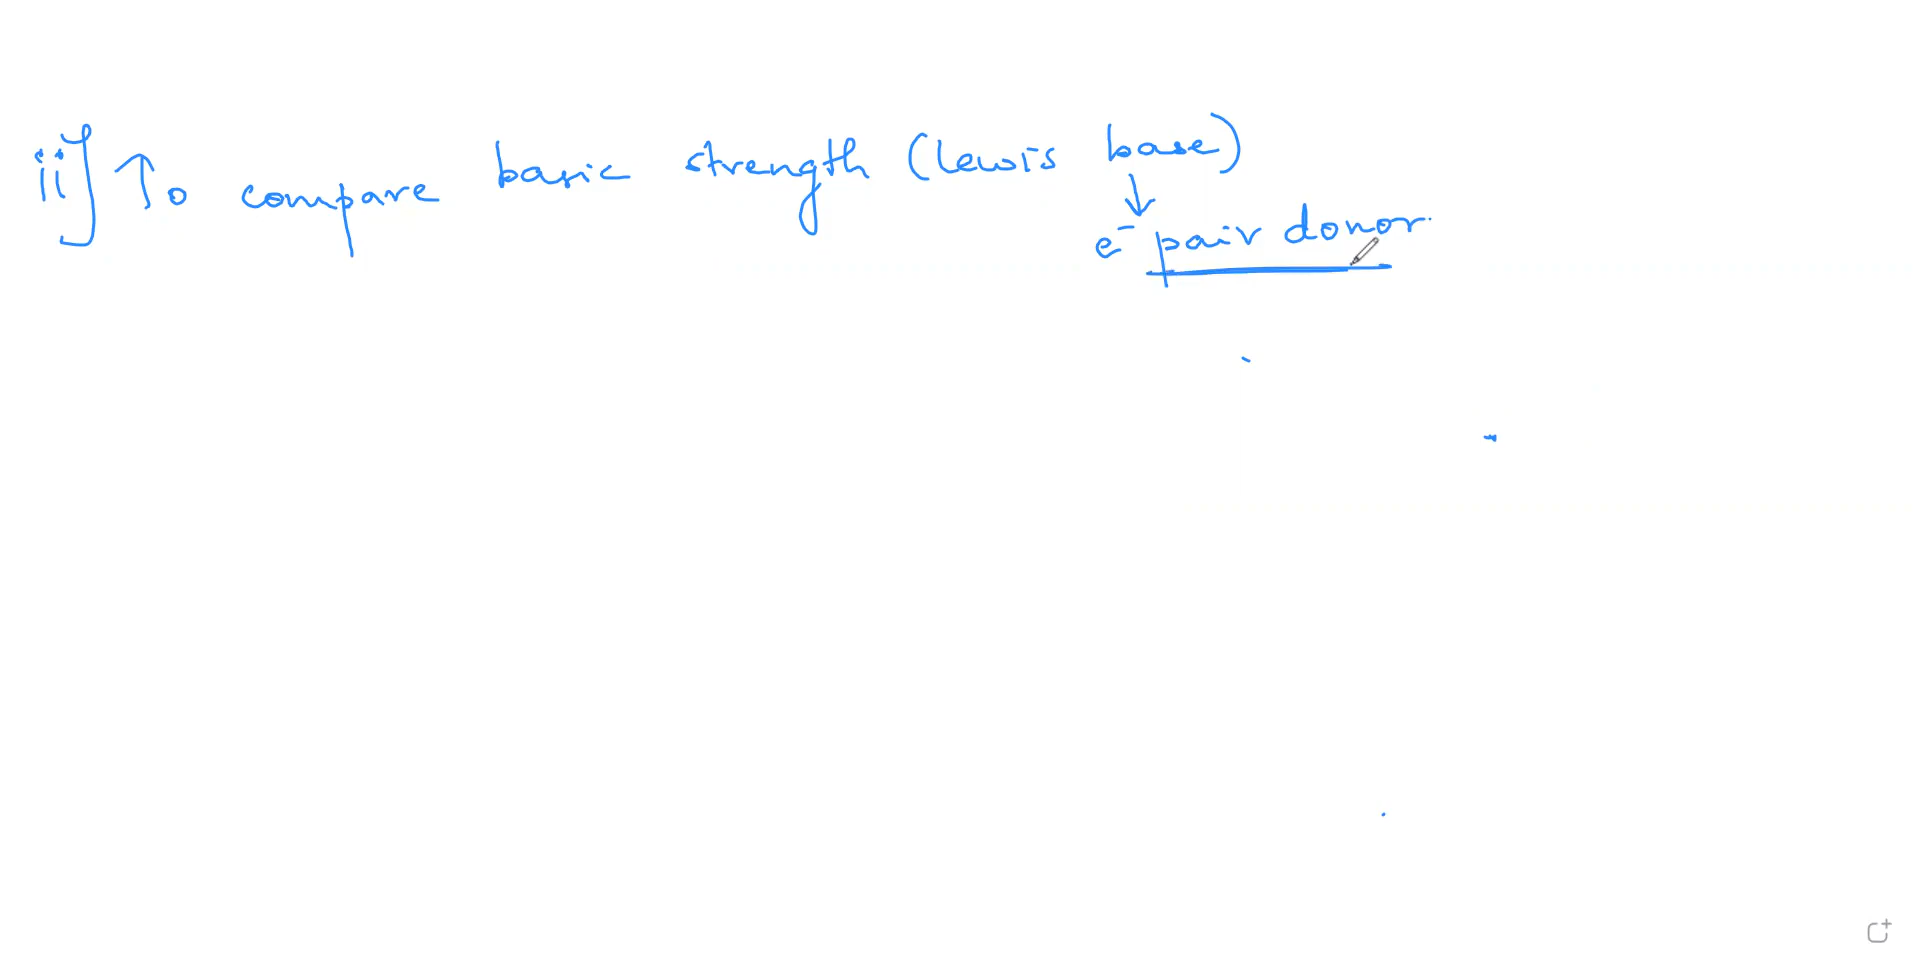 ii] To compare basic strength (Lewis base)
↓
e⁻ pair donor.